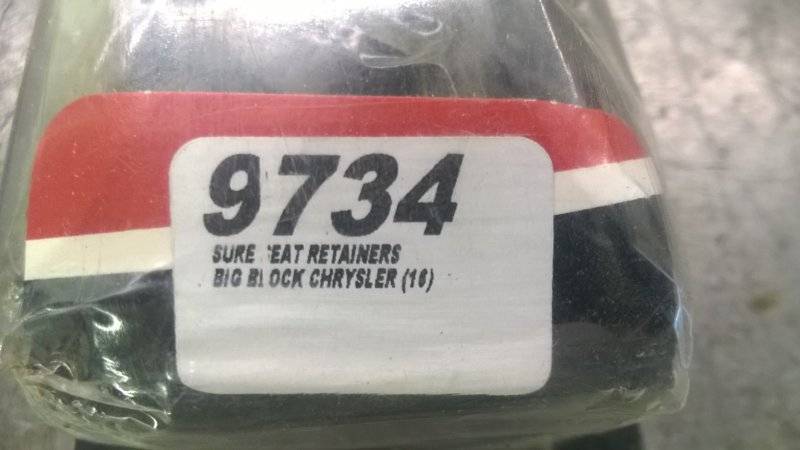 9734
SURE SEAT RETAINERS
BIG BLOCK CHRYSLER (16)